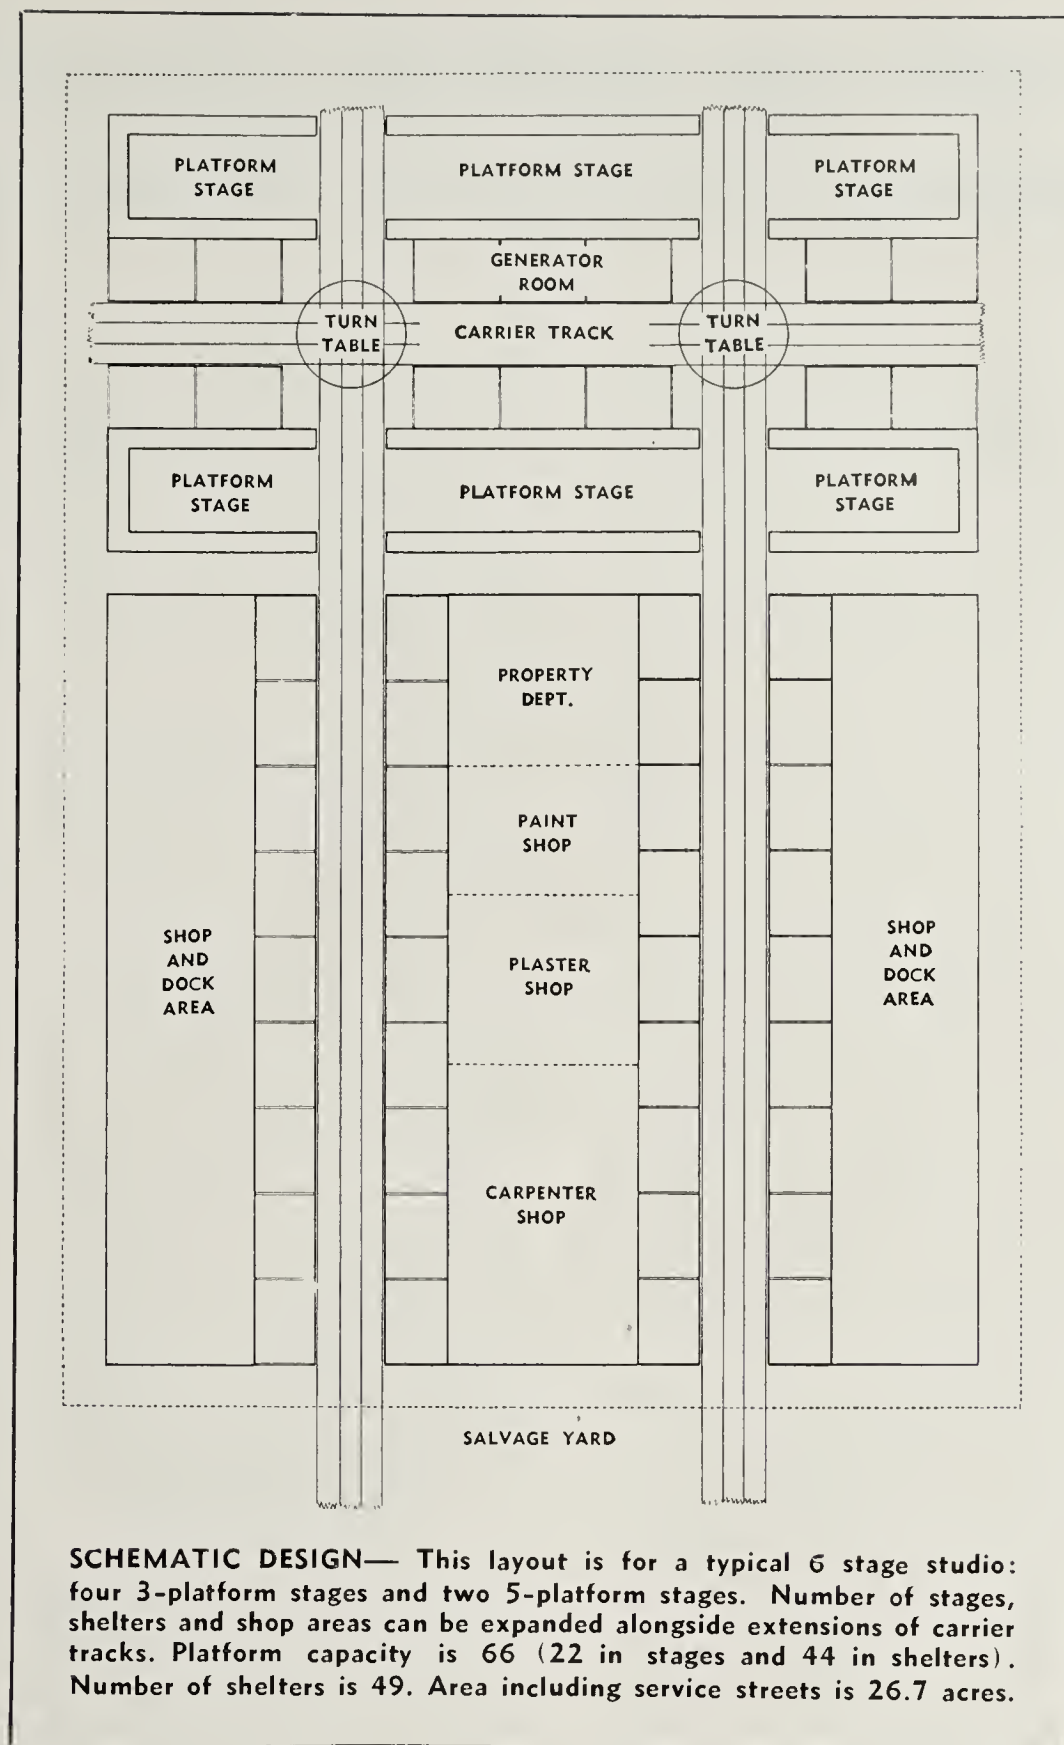 PLATFORM
STAGE
PLATFORM STAGE
PLATFORM
STAGE
GENERATOR
ROOM
TURN
TABLE
CARRIER TRACK
TURN
TABLE
PLATFORM
STAGE
PLATFORM STAGE
PLATFORM
STAGE
PROPERTY
DEPT.
PAINT
SHOP
SHOP
AND
DOCK
AREA
PLASTER
SHOP
SHOP
AND
DOCK
AREA
CARPENTER
SHOP
SALVAGE YARD
SCHEMATIC DESIGN— This layout is for a typical 6 stage studio:
four 3-platform stages and two 5-platform stages. Number of stages,
shelters and shop areas can be expanded alongside extensions of carrier
tracks. Platform capacity is 66 (22 in stages and 44 in shelters).
Number of shelters is 49. Area including service streets is 26.7 acres.